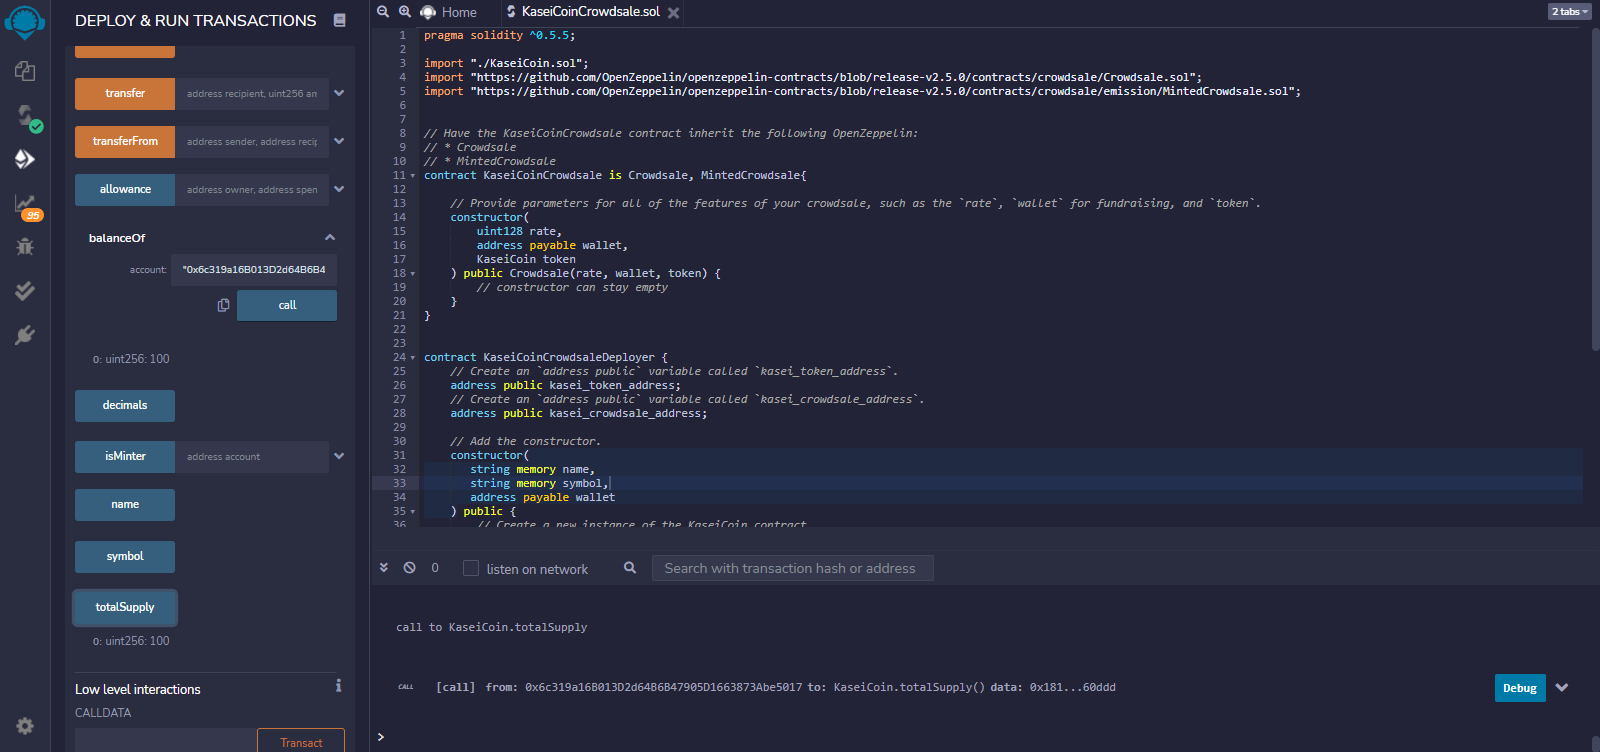 DEPLOY & RUN TRANSACTIONS
transfer
address recipient, uint256 am
transferFrom
address sender, address recip
allowance
address owner, address spen
balanceOf
account:
"0x6c319a16B013D2d64B6B4
call
0: uint256: 100
decimals
isMinter
address account
name
symbol
totalSupply
0: uint256: 100
Low level interactions
CALLDATA
Transact
95
Home
KaseiCoinCrowdsale.sol
2 tabs
1 pragma solidity ^0.5.5;
2
3 import "./KaseiCoin.sol";
4 import "https://github.com/OpenZeppelin/openzeppelin-contracts/blob/release-v2.5.0/contracts/crowdsale/Crowdsale.sol";
5 import "https://github.com/OpenZeppelin/openzeppelin-contracts/blob/release-v2.5.0/contracts/crowdsale/emission/MintedCrowdsale.sol";
6
7
8 // Have the KaseiCoinCrowdsale contract inherit the following OpenZeppelin:
9 // * Crowdsale
10 // * MintedCrowdsale
11 contract KaseiCoinCrowdsale is Crowdsale, MintedCrowdsale{
12
13 // Provide parameters for all of the features of your crowdsale, such as the `rate`, `wallet` for fundraising, and `token`.
14 constructor(
15 uint128 rate,
16 address payable wallet,
17 KaseiCoin token
18 ) public Crowdsale(rate, wallet, token) {
19 // constructor can stay empty
20 }
21 }
22
23
24 contract KaseiCoinCrowdsaleDeployer {
25 // Create an `address public` variable called `kasei_token_address`.
26 address public kasei_token_address;
27 // Create an `address public` variable called `kasei_crowdsale_address`.
28 address public kasei_crowdsale_address;
29
30 // Add the constructor.
31 constructor(
32 string memory name,
33 string memory symbol,
34 address payable wallet
35 ) public {
36 // Create a new instance of the KaseiCoin contract
0
listen on network
Search with transaction hash or address
call to KaseiCoin.totalSupply
CALL [call] from: 0x6c319a16B013D2d64B6B47905D1663873Abe5017 to: KaseiCoin.totalSupply() data: 0x181...60ddd
Debug
>